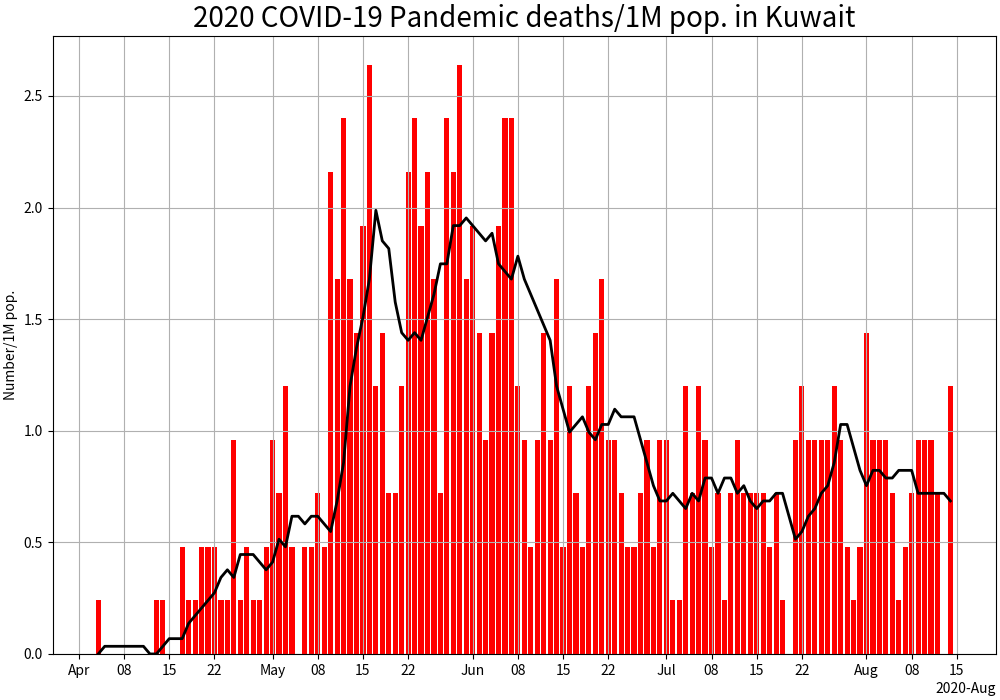 2020 COVID-19 Pandemic deaths/1M pop. in Kuwait
Number/1M pop.
2.5
2.0
1.5
1.0
0.5
0.0
Apr 08 15 22 May 08 15 22 Jun 08 15 22 Jul 08 15 22 Aug 08 15
2020-Aug